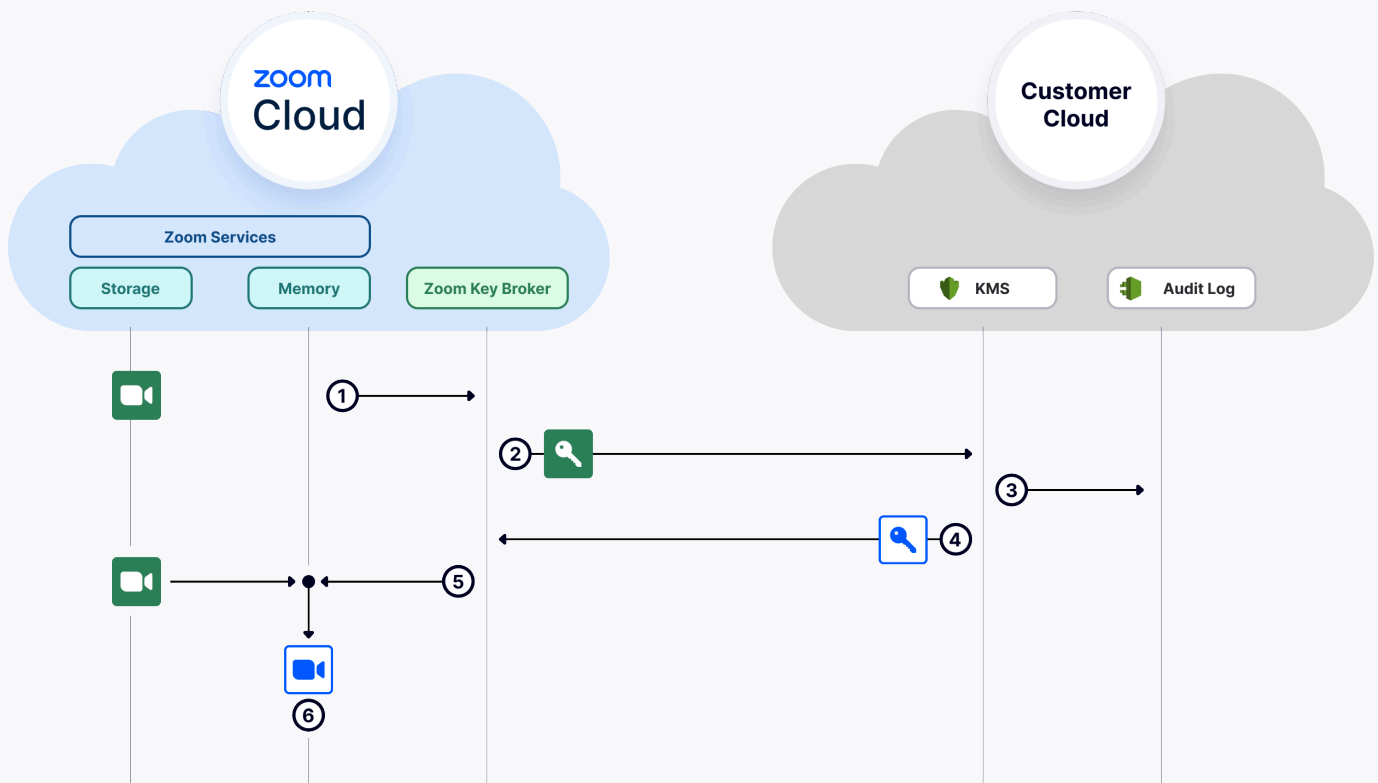 zoom
Cloud
Customer
Cloud
Zoom Services
Storage
Memory
Zoom Key Broker
KMS
Audit Log
1
2
3
4
5
6